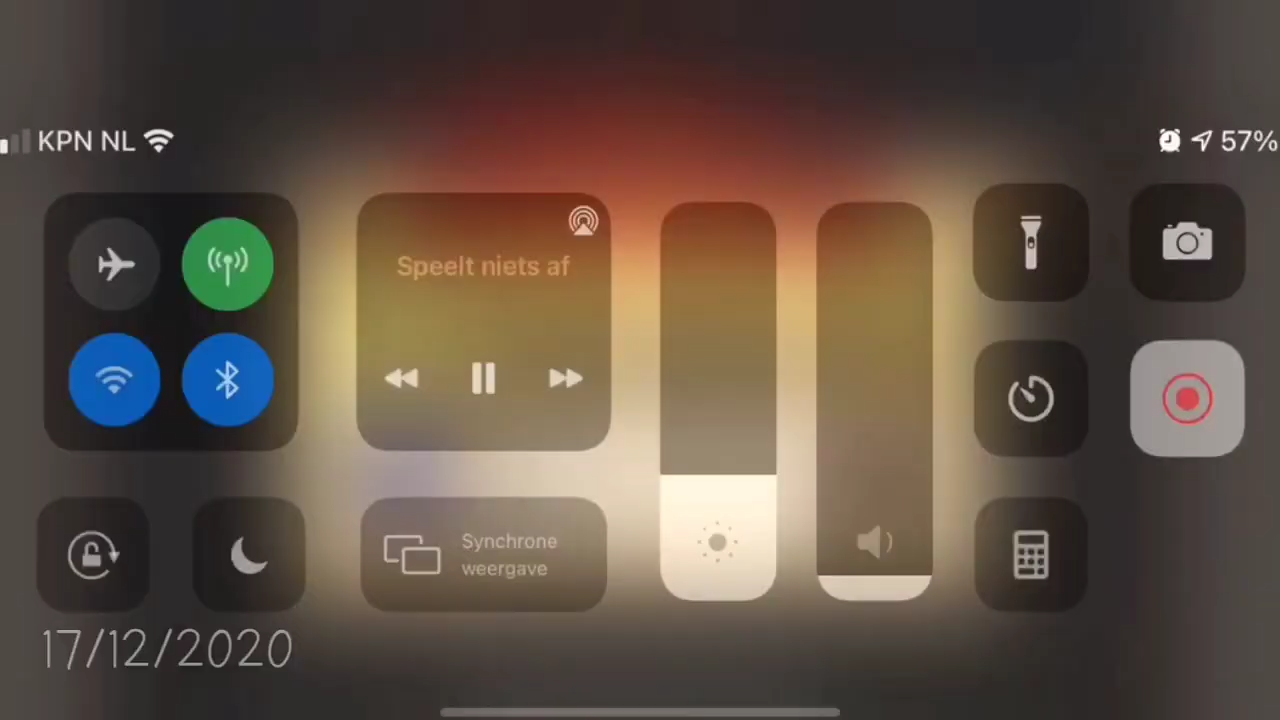 KPN NL
57%
Speelt niets af
Synchrone
weergave
17/12/2020